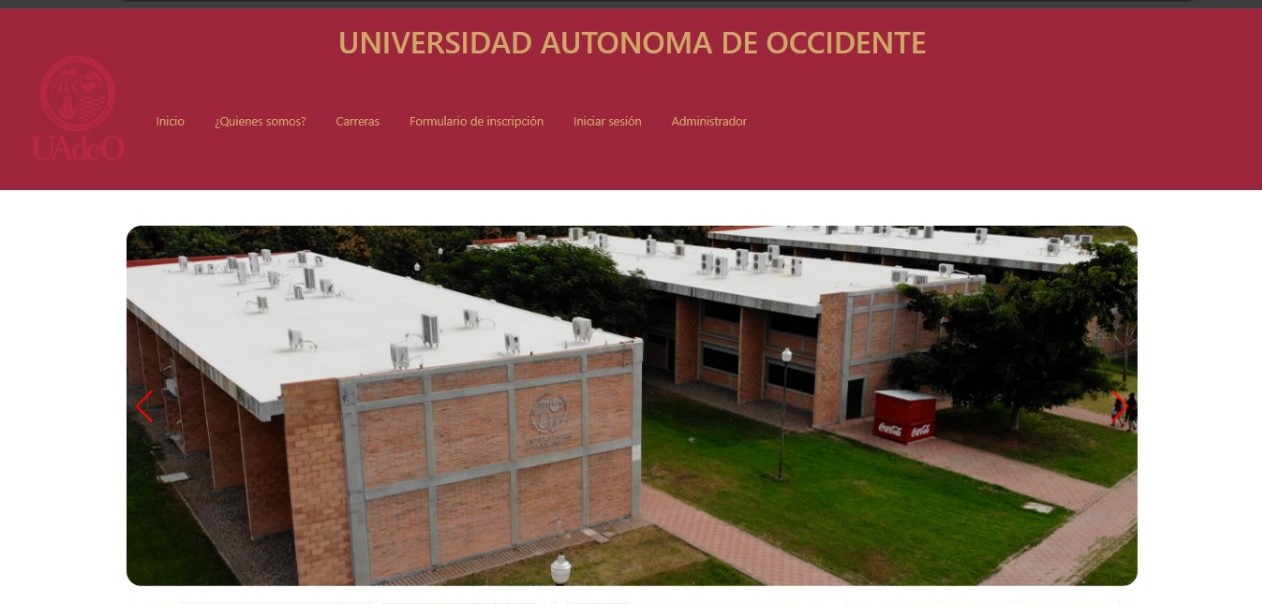 UNIVERSIDAD AUTONOMA DE OCCIDENTE
UAdeO
Inicio ¿Quienes somos? Carreras Formulario de inscripción Iniciar sesión Administrador
Coca-Cola Coca-Cola